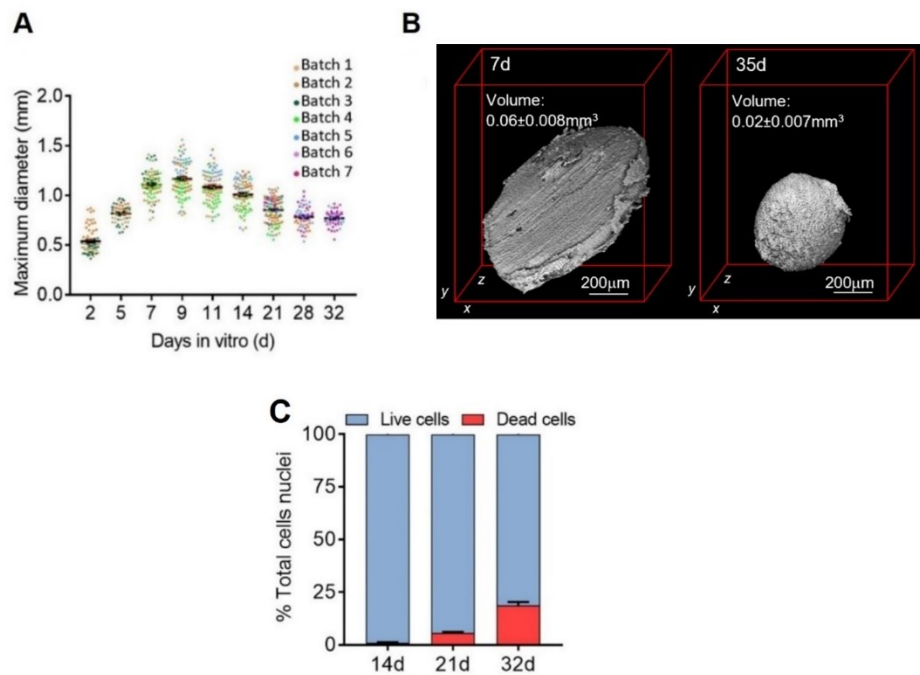 A
Batch 1
Batch 2
Batch 3
Batch 4
Batch 5
Batch 6
Batch 7
Maximum diameter (mm)
2.0
1.5
1.0
0.5
0.0
2 5 7 9 11 14 21 28 32
Days in vitro (d)
B
7d
Volume:
0.06±0.008mm³
200μm
y
z
x
35d
Volume:
0.02±0.007mm³
200μm
y
z
x
C
Live cells Dead cells
% Total cells nuclei
100
75
50
25
0
14d 21d 32d